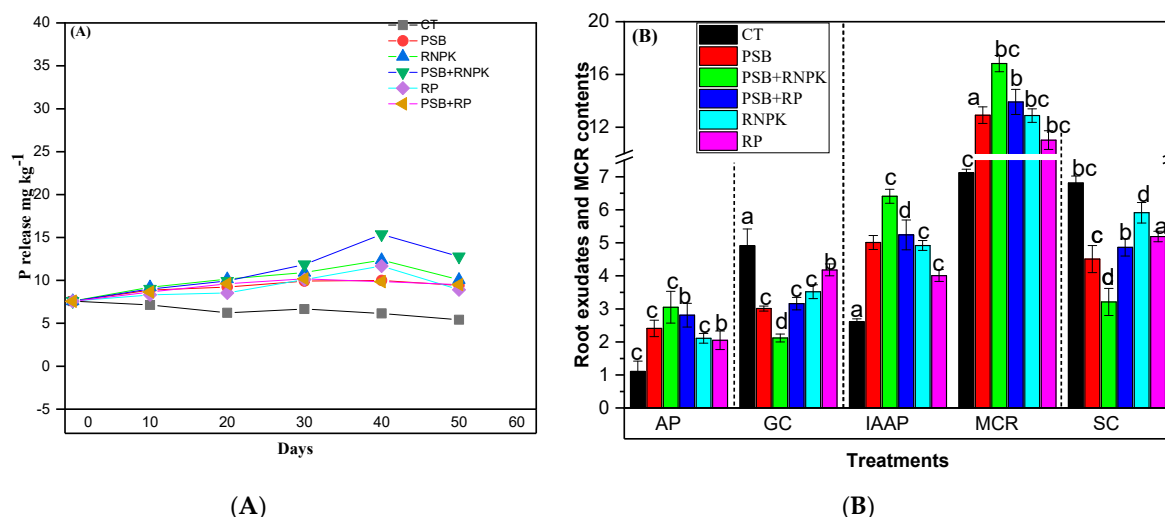 (A)
CT
PSB
RNPK
PSB+RNPK
RP
PSB+RP
P release mg kg-1
40
35
30
25
20
15
10
5
0
-5
0 10 20 30 40 50 60
Days
(A)
(B)
CT
PSB
PSB+RNPK
PSB+RP
RNPK
RP
Root exudates and MCR contents
20
16
12
7
6
5
4
3
2
1
0
c c c b c b
a c d c c b
a c c d c c
c a bc b bc bc
bc c c b d a
AP GC IAAP MCR SC
Treatments
(B)